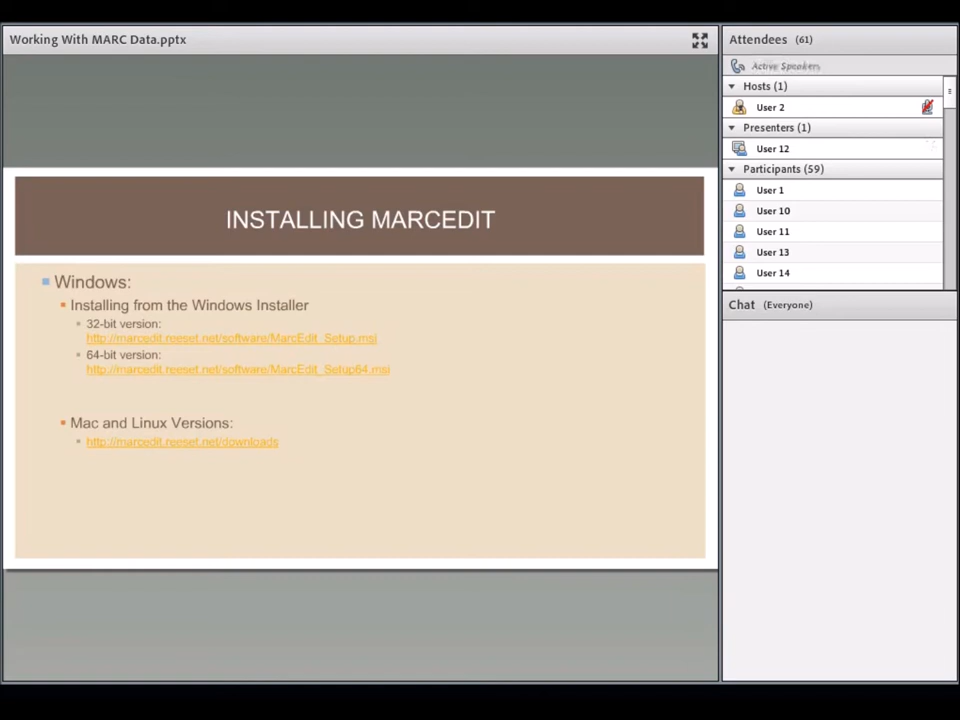 Working With MARC Data.pptx
INSTALLING MARCEDIT
Windows:
Installing from the Windows Installer
32-bit version:
http://marcedit.reeset.net/software/MarcEdit_Setup.msi
64-bit version:
http://marcedit.reeset.net/software/MarcEdit_Setup64.msi
Mac and Linux Versions:
http://marcedit.reeset.net/downloads
Attendees (61)
Active Speakers
Hosts (1)
User 2
Presenters (1)
User 12
Participants (59)
User 1
User 10
User 11
User 13
User 14
Chat (Everyone)